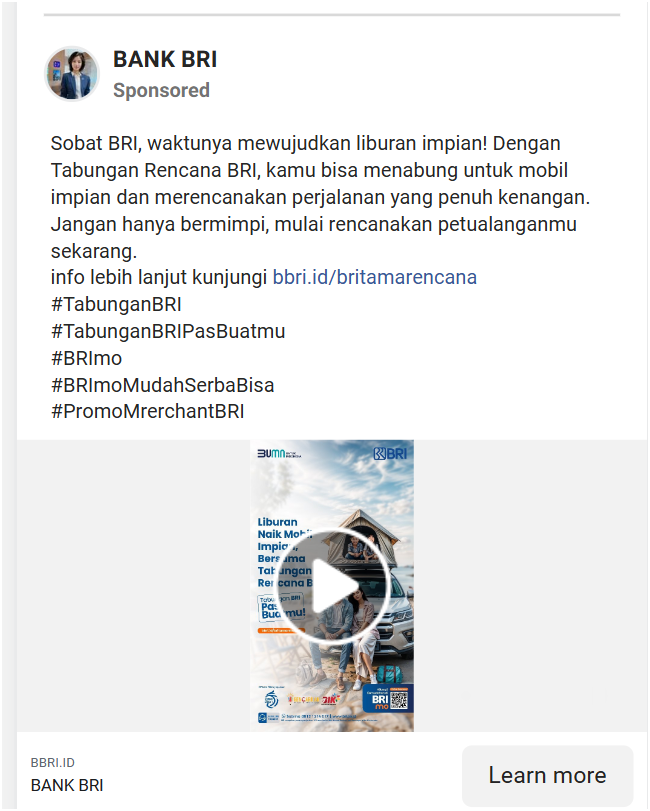 BANK BRI
Sponsored
Sobat BRI, waktunya mewujudkan liburan impian! Dengan
Tabungan Rencana BRI, kamu bisa menabung untuk mobil
impian dan merencanakan perjalanan yang penuh kenangan.
Jangan hanya bermimpi, mulai rencanakan petualanganmu
sekarang.
info lebih lanjut kunjungi bbri.id/britamarencana
#TabunganBRI
#TabunganBRIPasBuatmu
#BRImo
#BRImoMudahSerbaBisa
#PromoMrerchantBRI
BUMN
BRI
Liburan
Naik Mobil
Impian,
Bersama
Tabungan
Rencana B
Tabungan BRI
Pas
Buatmu!
BRI
mo
BBRI.ID
BANK BRI
Learn more